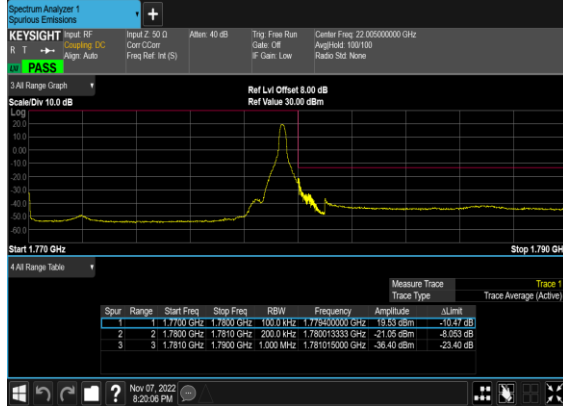 Spectrum Analyzer 1
Spurious Emissions
+
KEYSIGHT Input: RF Input Z: 50 Ω Atten: 40 dB Trig: Free Run Center Freq: 22.005000000 GHz
R T Coupling: DC Corr CCorr Gate: Off Avg|Hold: 100/100
Align: Auto Freq Ref: Int (S) IF Gain: Low Radio Std: None
PASS
3 All Range Graph Ref Lvl Offset 8.00 dB
Scale/Div 10.0 dB Ref Value 30.00 dBm
Log
20.0
10.0
0.00
-10.0
-20.0
-30.0
-40.0
-50.0
-60.0
Start 1.770 GHz Stop 1.790 GH
4 All Range Table
Measure Trace Trace 1
Trace Type Trace Average (Active)
Spur Range Start Freq Stop Freq RBW Frequency Amplitude ΔLimit
1 1 1.7700 GHz 1.7800 GHz 100.0 kHz 1.779400000 GHz 19.53 dBm -10.47 dB
2 2 1.7800 GHz 1.7810 GHz 200.0 kHz 1.780013333 GHz -21.05 dBm -8.053 dB
3 3 1.7810 GHz 1.7900 GHz 1.000 MHz 1.781015000 GHz -36.40 dBm -23.40 dB
? Nov 07, 2022
8:20:06 PM